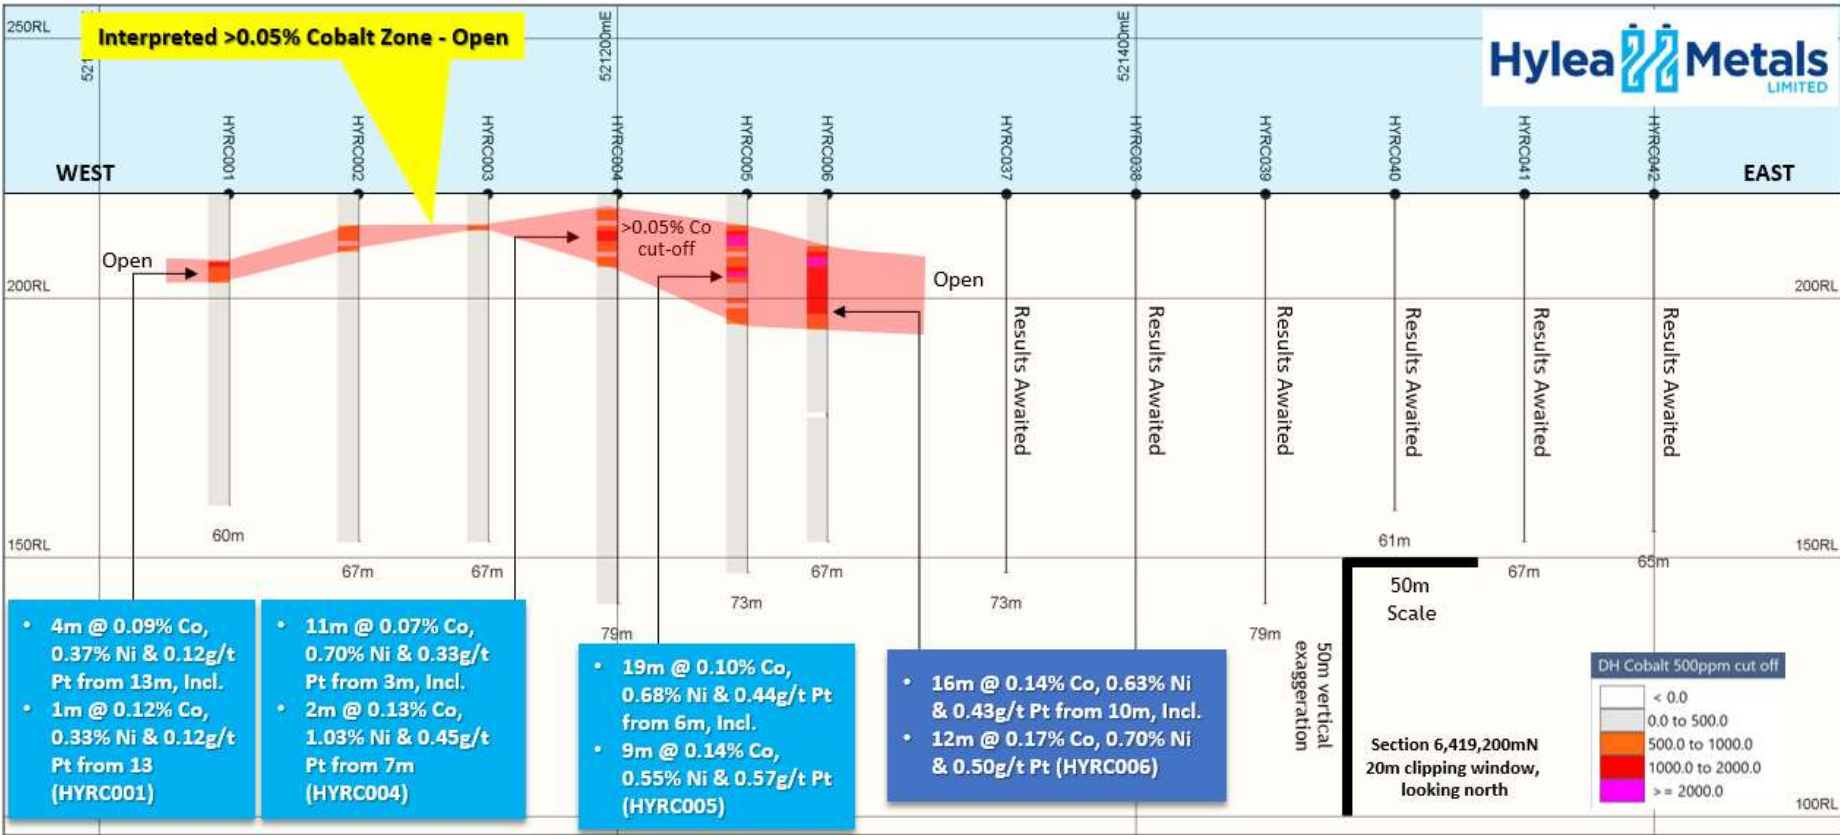 250RL
Interpreted >0.05% Cobalt Zone - Open
521200mE
521400mE
Hylea Metals
LIMITED
HYRC001
HYRC002
HYRC003
HYRC004
HYRC005
HYRC006
HYRC037
HYRC038
HYRC039
HYRC040
HYRC041
HYRC042
WEST
EAST
>0.05% Co
cut-off
Open
Open
200RL
200RL
Results Awaited
Results Awaited
Results Awaited
Results Awaited
Results Awaited
Results Awaited
150RL
150RL
60m
67m
67m
79m
73m
67m
73m
79m
61m
67m
65m
50m
Scale
50m vertical
exaggeration
• 4m @ 0.09% Co,
0.37% Ni & 0.12g/t
Pt from 13m, Incl.
• 1m @ 0.12% Co,
0.33% Ni & 0.12g/t
Pt from 13
(HYRC001)
• 11m @ 0.07% Co,
0.70% Ni & 0.33g/t
Pt from 3m, Incl.
• 2m @ 0.13% Co,
1.03% Ni & 0.45g/t
Pt from 7m
(HYRC004)
• 19m @ 0.10% Co,
0.68% Ni & 0.44g/t Pt
from 6m, Incl.
• 9m @ 0.14% Co,
0.55% Ni & 0.57g/t Pt
(HYRC005)
• 16m @ 0.14% Co, 0.63% Ni
& 0.43g/t Pt from 10m, Incl.
• 12m @ 0.17% Co, 0.70% Ni
& 0.50g/t Pt (HYRC006)
Section 6,419,200mN
20m clipping window,
looking north
DH Cobalt 500ppm cut off
< 0.0
0.0 to 500.0
500.0 to 1000.0
1000.0 to 2000.0
>= 2000.0
100RL